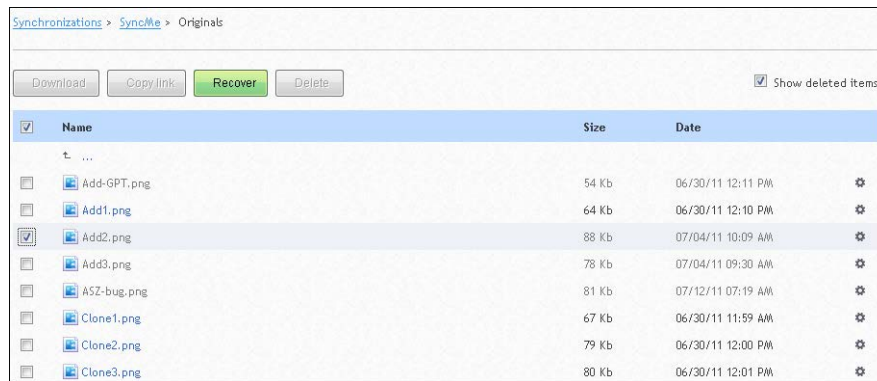 Synchronizations > SyncMe > Originals
Download Copy link Recover Delete Show deleted items
Name Size Date
...
Add-GPT.png 54 Kb 06/30/11 12:11 PM
Add1.png 64 Kb 06/30/11 12:10 PM
Add2.png 88 Kb 07/04/11 10:09 AM
Add3.png 78 Kb 07/04/11 09:30 AM
ASZ-bug.png 81 Kb 07/12/11 07:19 AM
Clone1.png 67 Kb 06/30/11 11:59 AM
Clone2.png 79 Kb 06/30/11 12:00 PM
Clone3.png 80 Kb 06/30/11 12:01 PM